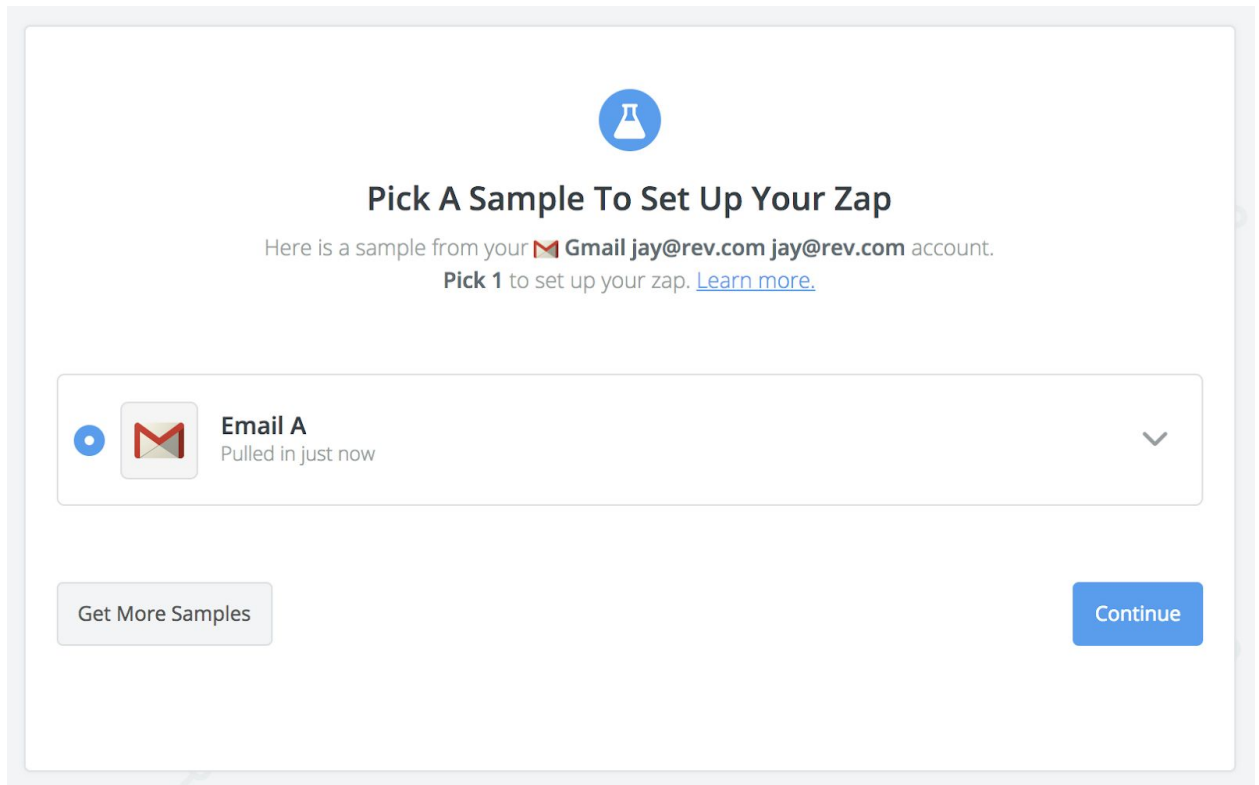 Pick A Sample To Set Up Your Zap
Here is a sample from your Gmail jay@rev.com jay@rev.com account.
Pick 1 to set up your zap. Learn more.
Email A
Pulled in just now
Get More Samples
Continue